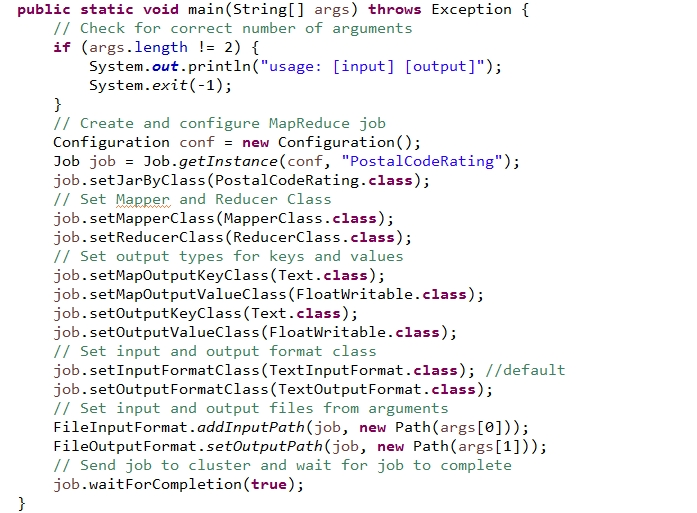 public static void main(String[] args) throws Exception {
    // Check for correct number of arguments
    if (args.length != 2) {
        System.out.println("usage: [input] [output]");
        System.exit(-1);
    }
    // Create and configure MapReduce job
    Configuration conf = new Configuration();
    Job job = Job.getInstance(conf, "PostalCodeRating");
    job.setJarByClass(PostalCodeRating.class);
    // Set Mapper and Reducer Class
    job.setMapperClass(MapperClass.class);
    job.setReducerClass(ReducerClass.class);
    // Set output types for keys and values
    job.setMapOutputKeyClass(Text.class);
    job.setMapOutputValueClass(FloatWritable.class);
    job.setOutputKeyClass(Text.class);
    job.setOutputValueClass(FloatWritable.class);
    // Set input and output format class
    job.setInputFormatClass(TextInputFormat.class); //default
    job.setOutputFormatClass(TextOutputFormat.class);
    // Set input and output files from arguments
    FileInputFormat.addInputPath(job, new Path(args[0]));
    FileOutputFormat.setOutputPath(job, new Path(args[1]));
    // Send job to cluster and wait for job to complete
    job.waitForCompletion(true);
}